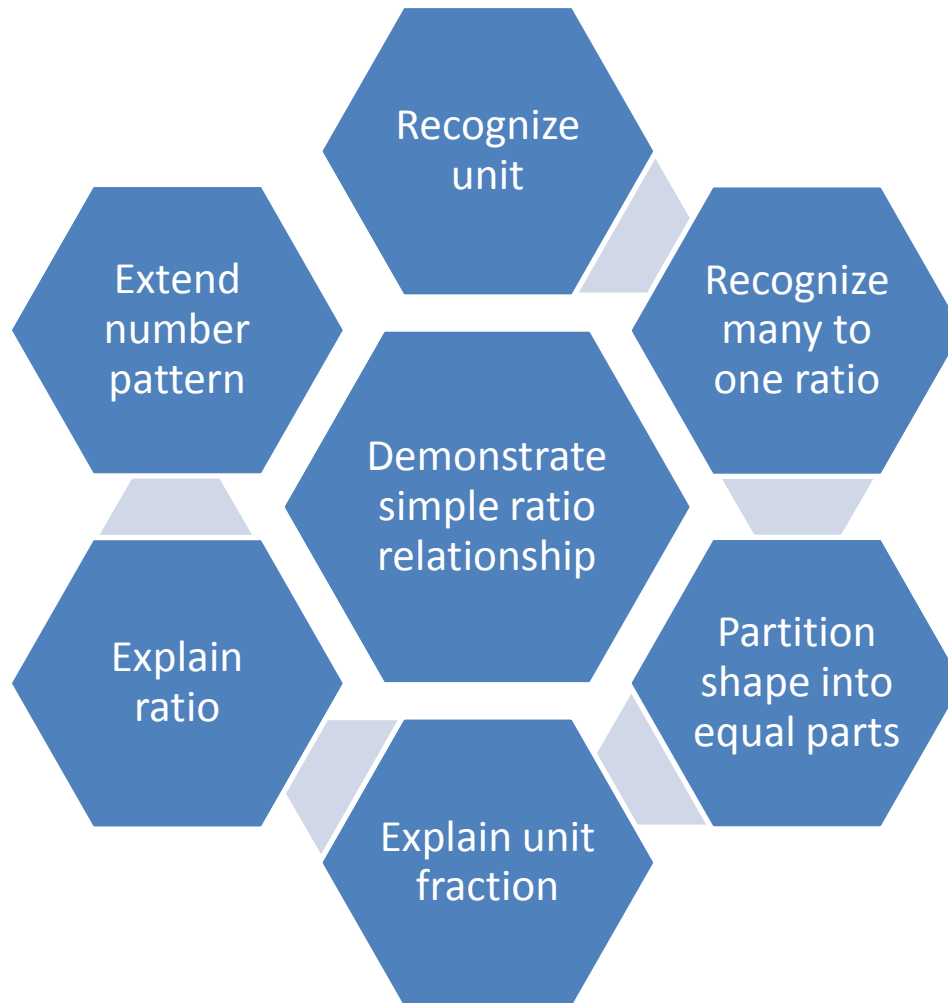 Recognize
unit
Recognize
many to
one ratio
Partition
shape into
equal parts
Explain unit
fraction
Explain
ratio
Extend
number
pattern
Demonstrate
simple ratio
relationship